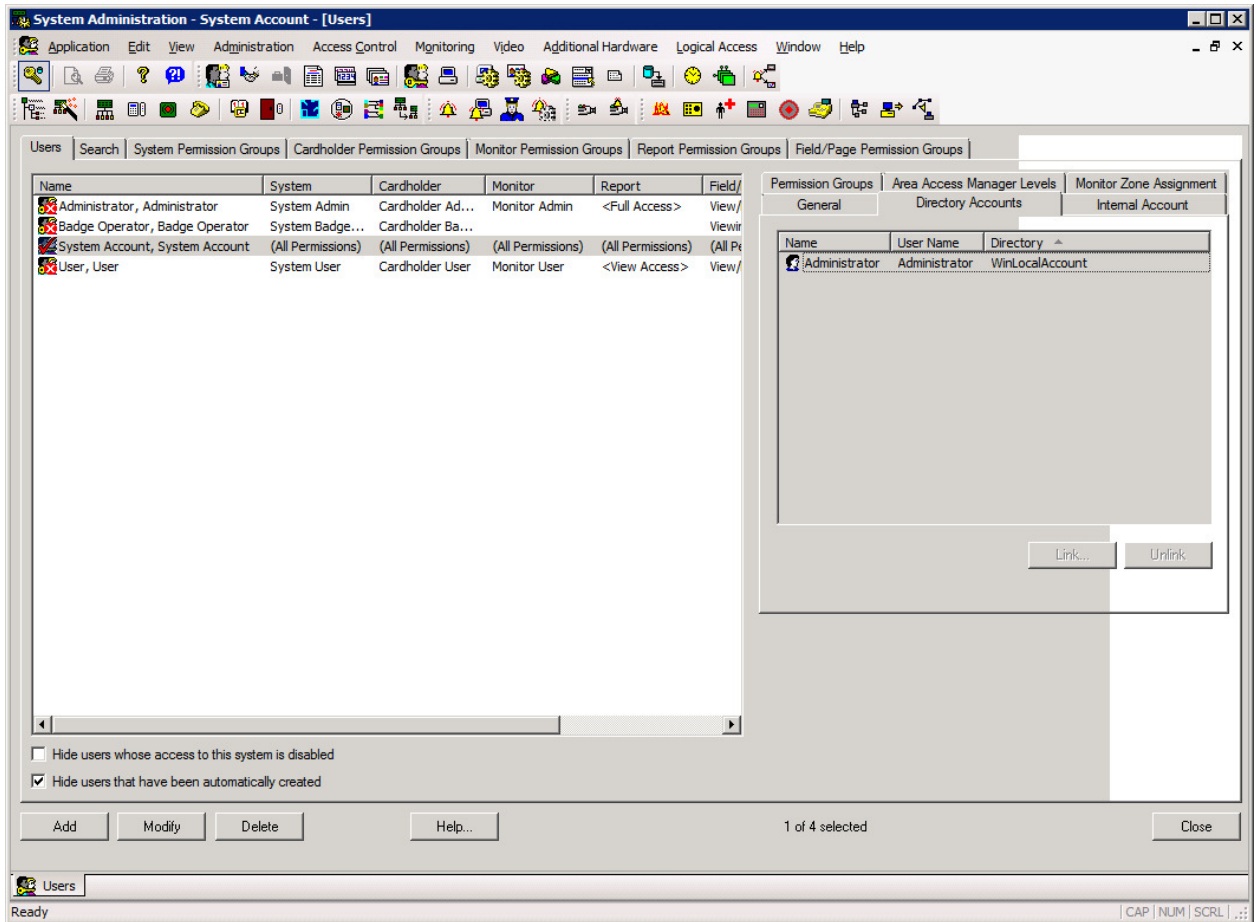 System Administration - System Account - [Users]
Application Edit View Administration Access Control Monitoring Video Additional Hardware Logical Access Window Help
Users Search System Permission Groups Cardholder Permission Groups Monitor Permission Groups Report Permission Groups Field/Page Permission Groups
Name System Cardholder Monitor Report Field/
Administrator, Administrator System Admin Cardholder Ad... Monitor Admin <Full Access> View/
Badge Operator, Badge Operator System Badge... Cardholder Ba... Viewir
System Account, System Account (All Permissions) (All Permissions) (All Permissions) (All Permissions) (All Pe
User, User System User Cardholder User Monitor User <View Access> View/
Permission Groups Area Access Manager Levels Monitor Zone Assignment
General Directory Accounts Internal Account
Name User Name Directory
Administrator Administrator WinLocalAccount
Link... Unlink
Hide users whose access to this system is disabled
Hide users that have been automatically created
Add Modify Delete Help... 1 of 4 selected Close
Users
Ready CAP NUM SCRL